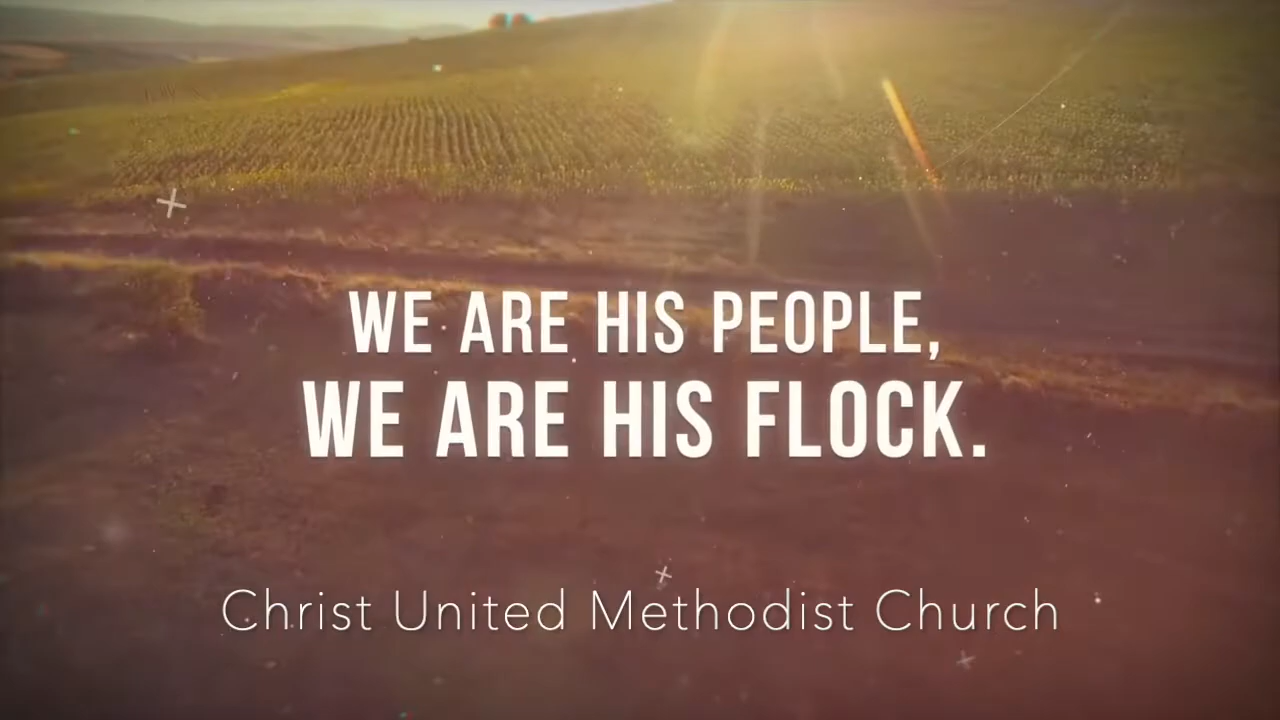 WE ARE HIS PEOPLE,
WE ARE HIS FLOCK.
Christ United Methodist Church